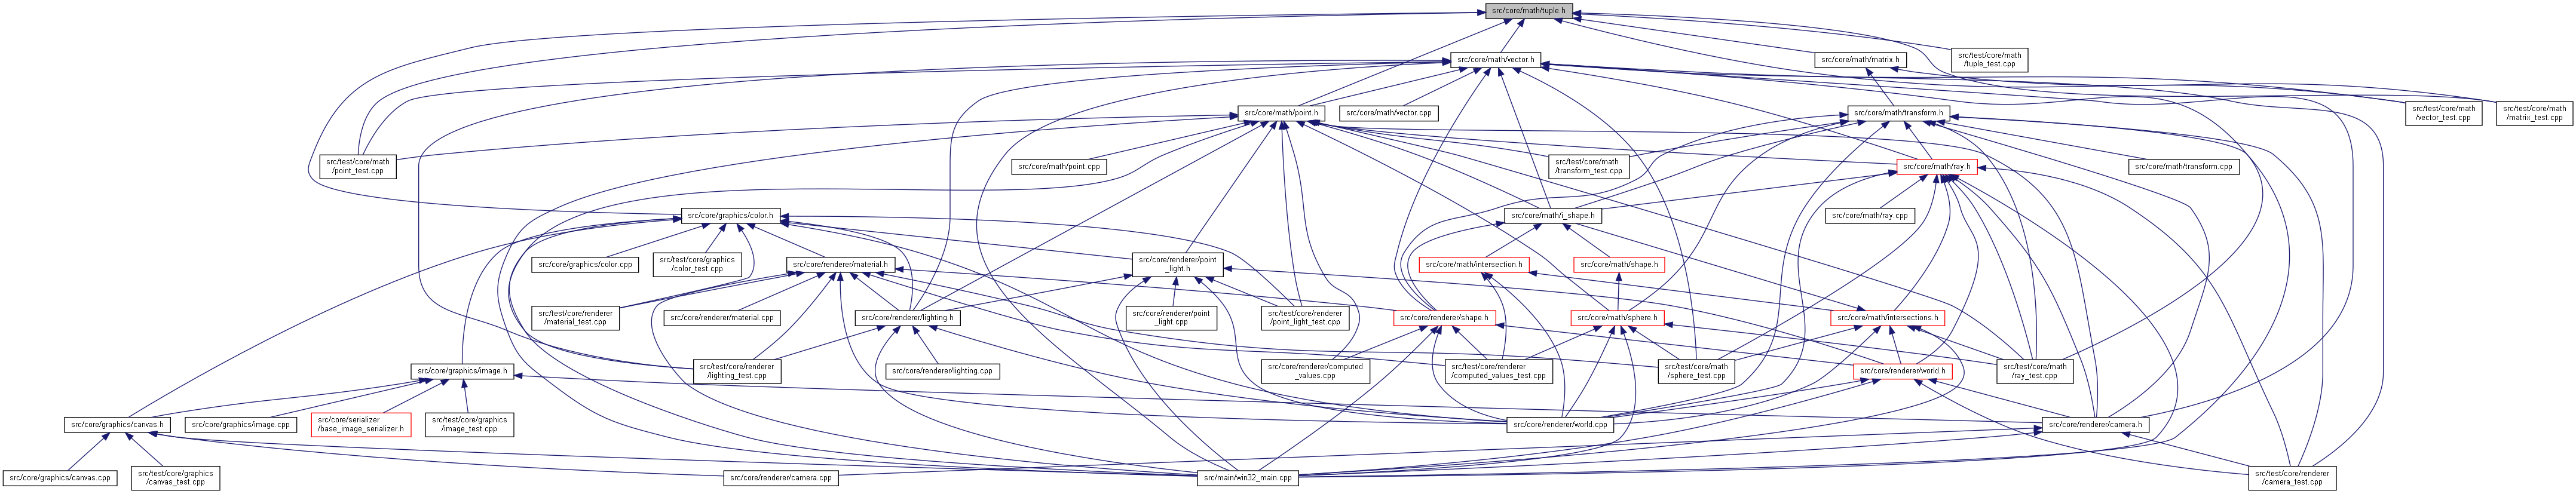 src/core/math/tuple.h
src/core/math/vector.h
src/core/math/matrix.h
src/test/core/math
/tuple_test.cpp
src/core/math/point.h
src/core/math/vector.cpp
src/core/math/transform.h
src/test/core/math
/vector_test.cpp
src/test/core/math
/matrix_test.cpp
src/test/core/math
/point_test.cpp
src/core/math/point.cpp
src/test/core/math
/transform_test.cpp
src/core/math/ray.h
src/core/math/transform.cpp
src/core/graphics/color.h
src/core/math/i_shape.h
src/core/math/ray.cpp
src/core/graphics/color.cpp
src/test/core/graphics
/color_test.cpp
src/core/renderer/material.h
src/core/renderer/point
_light.h
src/core/math/intersection.h
src/core/math/shape.h
src/test/core/renderer
/material_test.cpp
src/core/renderer/material.cpp
src/core/renderer/lighting.h
src/core/renderer/point
_light.cpp
src/test/core/renderer
/point_light_test.cpp
src/core/renderer/shape.h
src/core/math/sphere.h
src/core/math/intersections.h
src/core/graphics/image.h
src/test/core/renderer
/lighting_test.cpp
src/core/renderer/lighting.cpp
src/core/renderer/computed
_values.cpp
src/test/core/renderer
/computed_values_test.cpp
src/test/core/math
/sphere_test.cpp
src/core/renderer/world.h
src/test/core/math
/ray_test.cpp
src/core/graphics/canvas.h
src/core/graphics/image.cpp
src/core/serializer
/base_image_serializer.h
src/test/core/graphics
/image_test.cpp
src/core/renderer/world.cpp
src/core/renderer/camera.h
src/core/graphics/canvas.cpp
src/test/core/graphics
/canvas_test.cpp
src/core/renderer/camera.cpp
src/main/win32_main.cpp
src/test/core/renderer
/camera_test.cpp